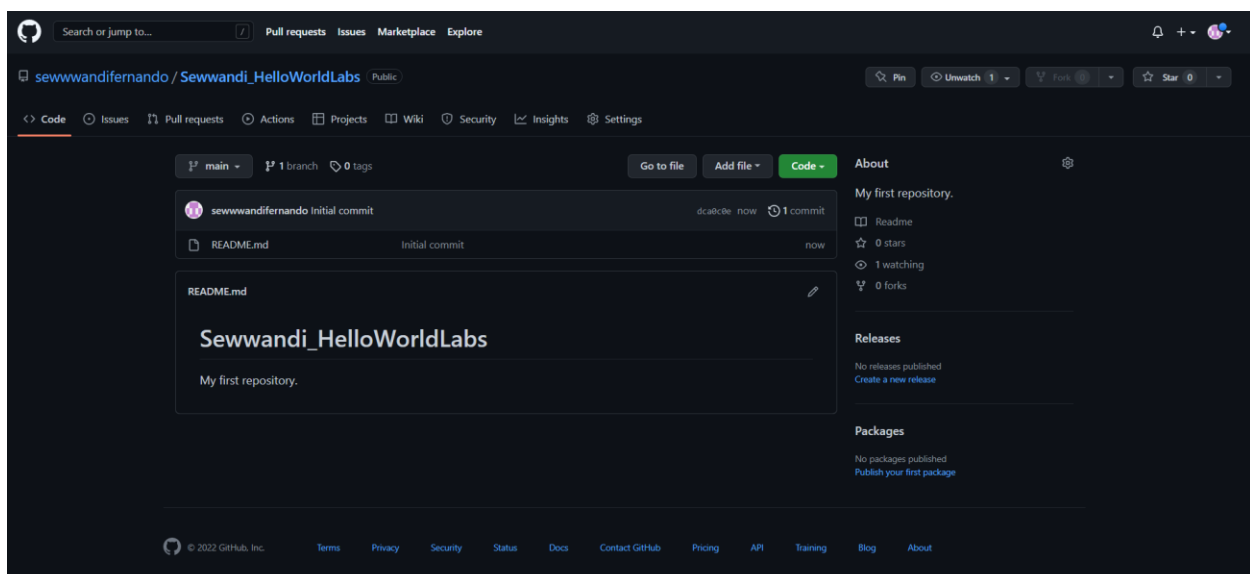 Search or jump to... / Pull requests Issues Marketplace Explore
sewwwandifernando / Sewwandi_HelloWorldLabs Public Pin Unwatch 1 Fork 0 Star 0
<> Code Issues Pull requests Actions Projects Wiki Security Insights Settings
main 1 branch 0 tags Go to file Add file Code
About
My first repository.
sewwwandifernando Initial commit dca0c0e now 1 commit
Readme
README.md Initial commit now
0 stars
1 watching
0 forks
README.md
Sewwandi_HelloWorldLabs
My first repository.
Releases
No releases published
Create a new release
Packages
No packages published
Publish your first package
© 2022 GitHub, Inc. Terms Privacy Security Status Docs Contact GitHub Pricing API Training Blog About